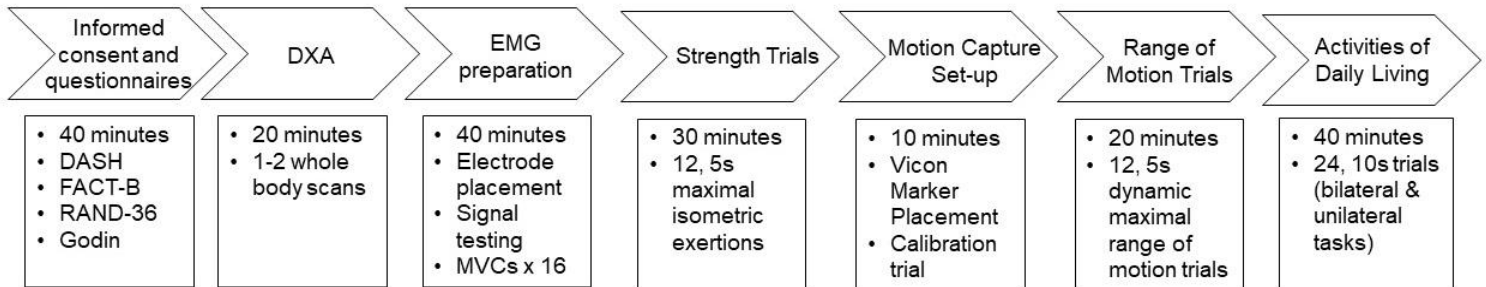 Informed
consent and
questionnaires
DXA
EMG
preparation
Strength Trials
Motion Capture
Set-up
Range of
Motion Trials
Activities of
Daily Living
• 40 minutes
• DASH
• FACT-B
• RAND-36
• Godin
• 20 minutes
• 1-2 whole
body scans
• 40 minutes
• Electrode
placement
• Signal
testing
• MVCs x 16
• 30 minutes
• 12, 5s
maximal
isometric
exertions
• 10 minutes
• Vicon
Marker
Placement
• Calibration
trial
• 20 minutes
• 12, 5s
dynamic
maximal
range of
motion trials
• 40 minutes
• 24, 10s trials
(bilateral &
unilateral
tasks)